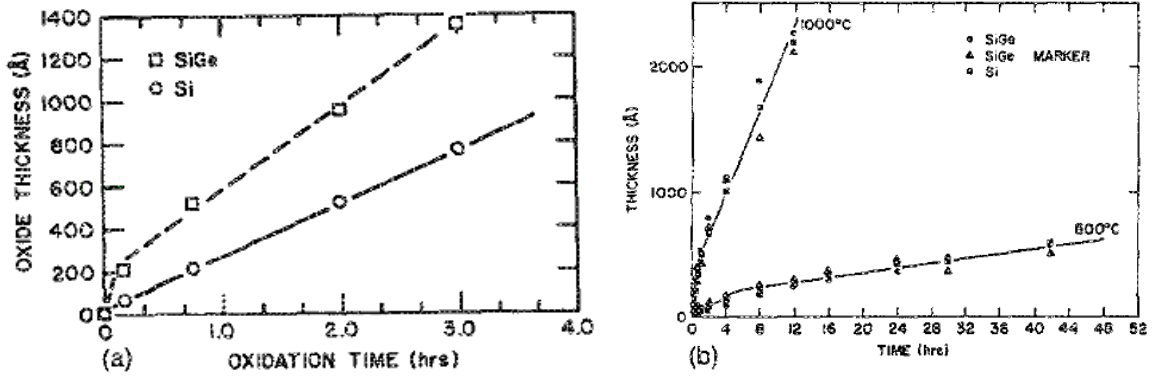 1400
1200
1000
800
600
400
200
0
OXIDE THICKNESS (Å)
SiGe
Si
0 1.0 2.0 3.0 4.0
(a) OXIDATION TIME (hrs)
2000
1000
0
THICKNESS (Å)
1000°C
SiGe
SiGe MARKER
Si
800°C
0 4 8 12 16 20 24 28 32 36 40 44 48 52
(b) TIME (hrs)